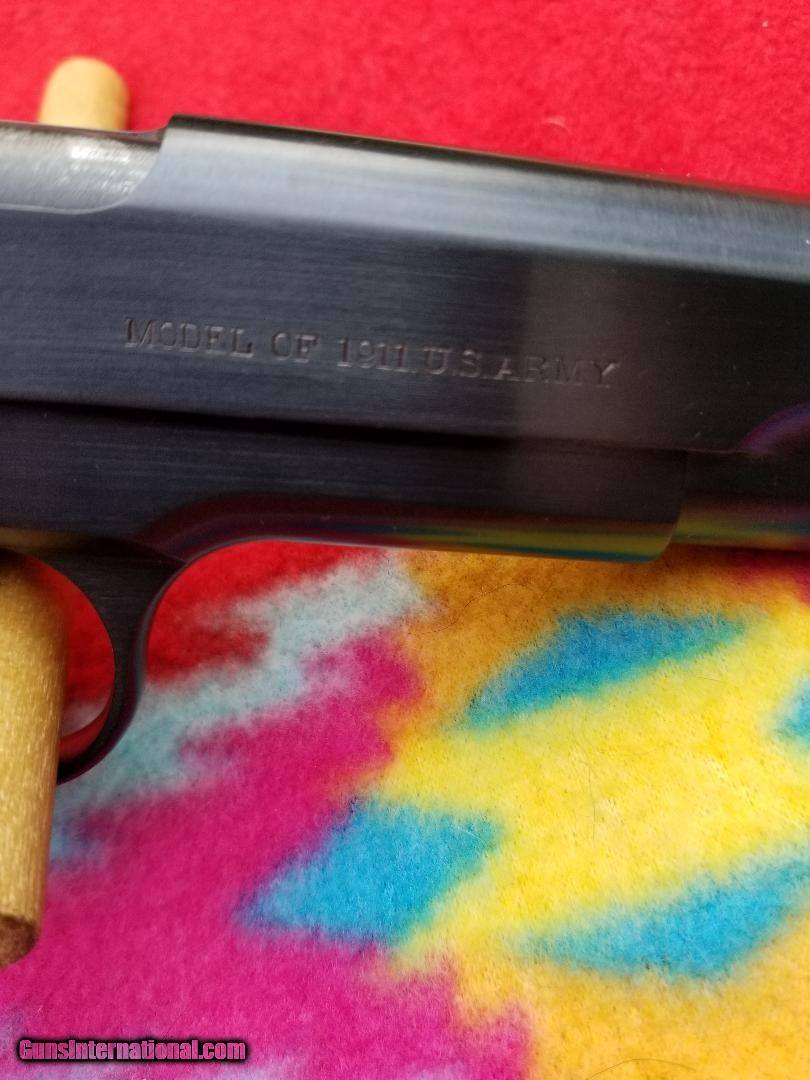 MODEL OF 1911.U.S.ARMY
GunsInternational.com